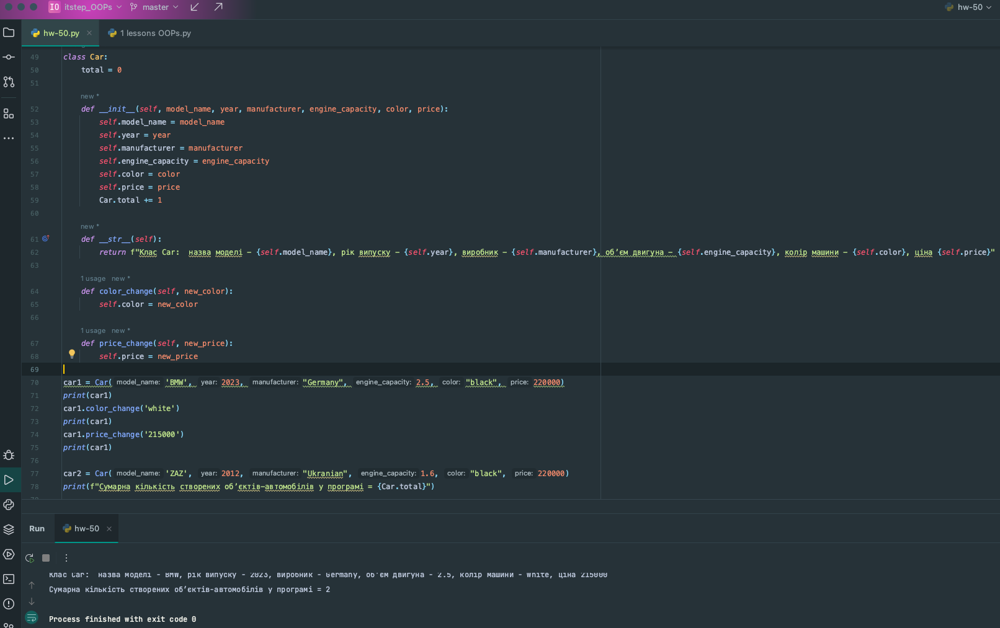 IO itstep_OOPs master hw-50
hw-50.py 1 lessons OOPs.py
49 class Car:
50 total = 0
51
new *
52 def __init__(self, model_name, year, manufacturer, engine_capacity, color, price):
53 self.model_name = model_name
54 self.year = year
55 self.manufacturer = manufacturer
56 self.engine_capacity = engine_capacity
57 self.color = color
58 self.price = price
59 Car.total += 1
60
new *
61 def __str__(self):
62 return f"Клас Car:  назва моделі – {self.model_name}, рік випуску – {self.year}, виробник – {self.manufacturer}, об’єм двигуна – {self.engine_capacity}, колір машини – {self.color}, ціна {self.price}"
63
1 usage new *
64 def color_change(self, new_color):
65 self.color = new_color
66
1 usage new *
67 def price_change(self, new_price):
68 self.price = new_price
69
70 car1 = Car( model_name: 'BMW', year: 2023, manufacturer: "Germany", engine_capacity: 2.5, color: "black", price: 220000)
71 print(car1)
72 car1.color_change('white')
73 print(car1)
74 car1.price_change('215000')
75 print(car1)
76
77 car2 = Car( model_name: 'ZAZ', year: 2012, manufacturer: "Ukranian", engine_capacity: 1.6, color: "black", price: 220000)
78 print(f"Сумарна кількість створених об’єктів-автомобілів у програмі = {Car.total}")
79
Run hw-50
Клас Car:  назва моделі – BMW, рік випуску – 2023, виробник – Germany, об’єм двигуна – 2.5, колір машини – white, ціна 215000
Сумарна кількість створених об’єктів-автомобілів у програмі = 2
Process finished with exit code 0